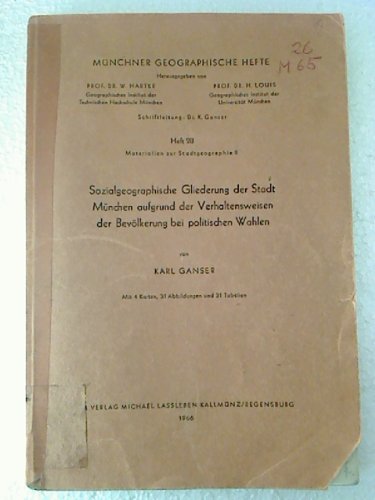 26
M 65
MÜNCHNER GEOGRAPHISCHE HEFTE
Herausgegeben von
PROF. DR. W. HARTKE PROF. DR. H. LOUIS
Geographisches Institut der Geographisches Institut der
Technischen Hochschule München Universität München
Schriftleitung: Dr. K. Ganser
Heft 28
Materialien zur Stadtgeographie II
Sozialgeographische Gliederung der Stadt
München aufgrund der Verhaltensweisen
der Bevölkerung bei politischen Wahlen
von
KARL GANSER
Mit 4 Karten, 31 Abbildungen und 31 Tabellen
VERLAG MICHAEL LASSLEBEN KALLMÜNZ/REGENSBURG
1966